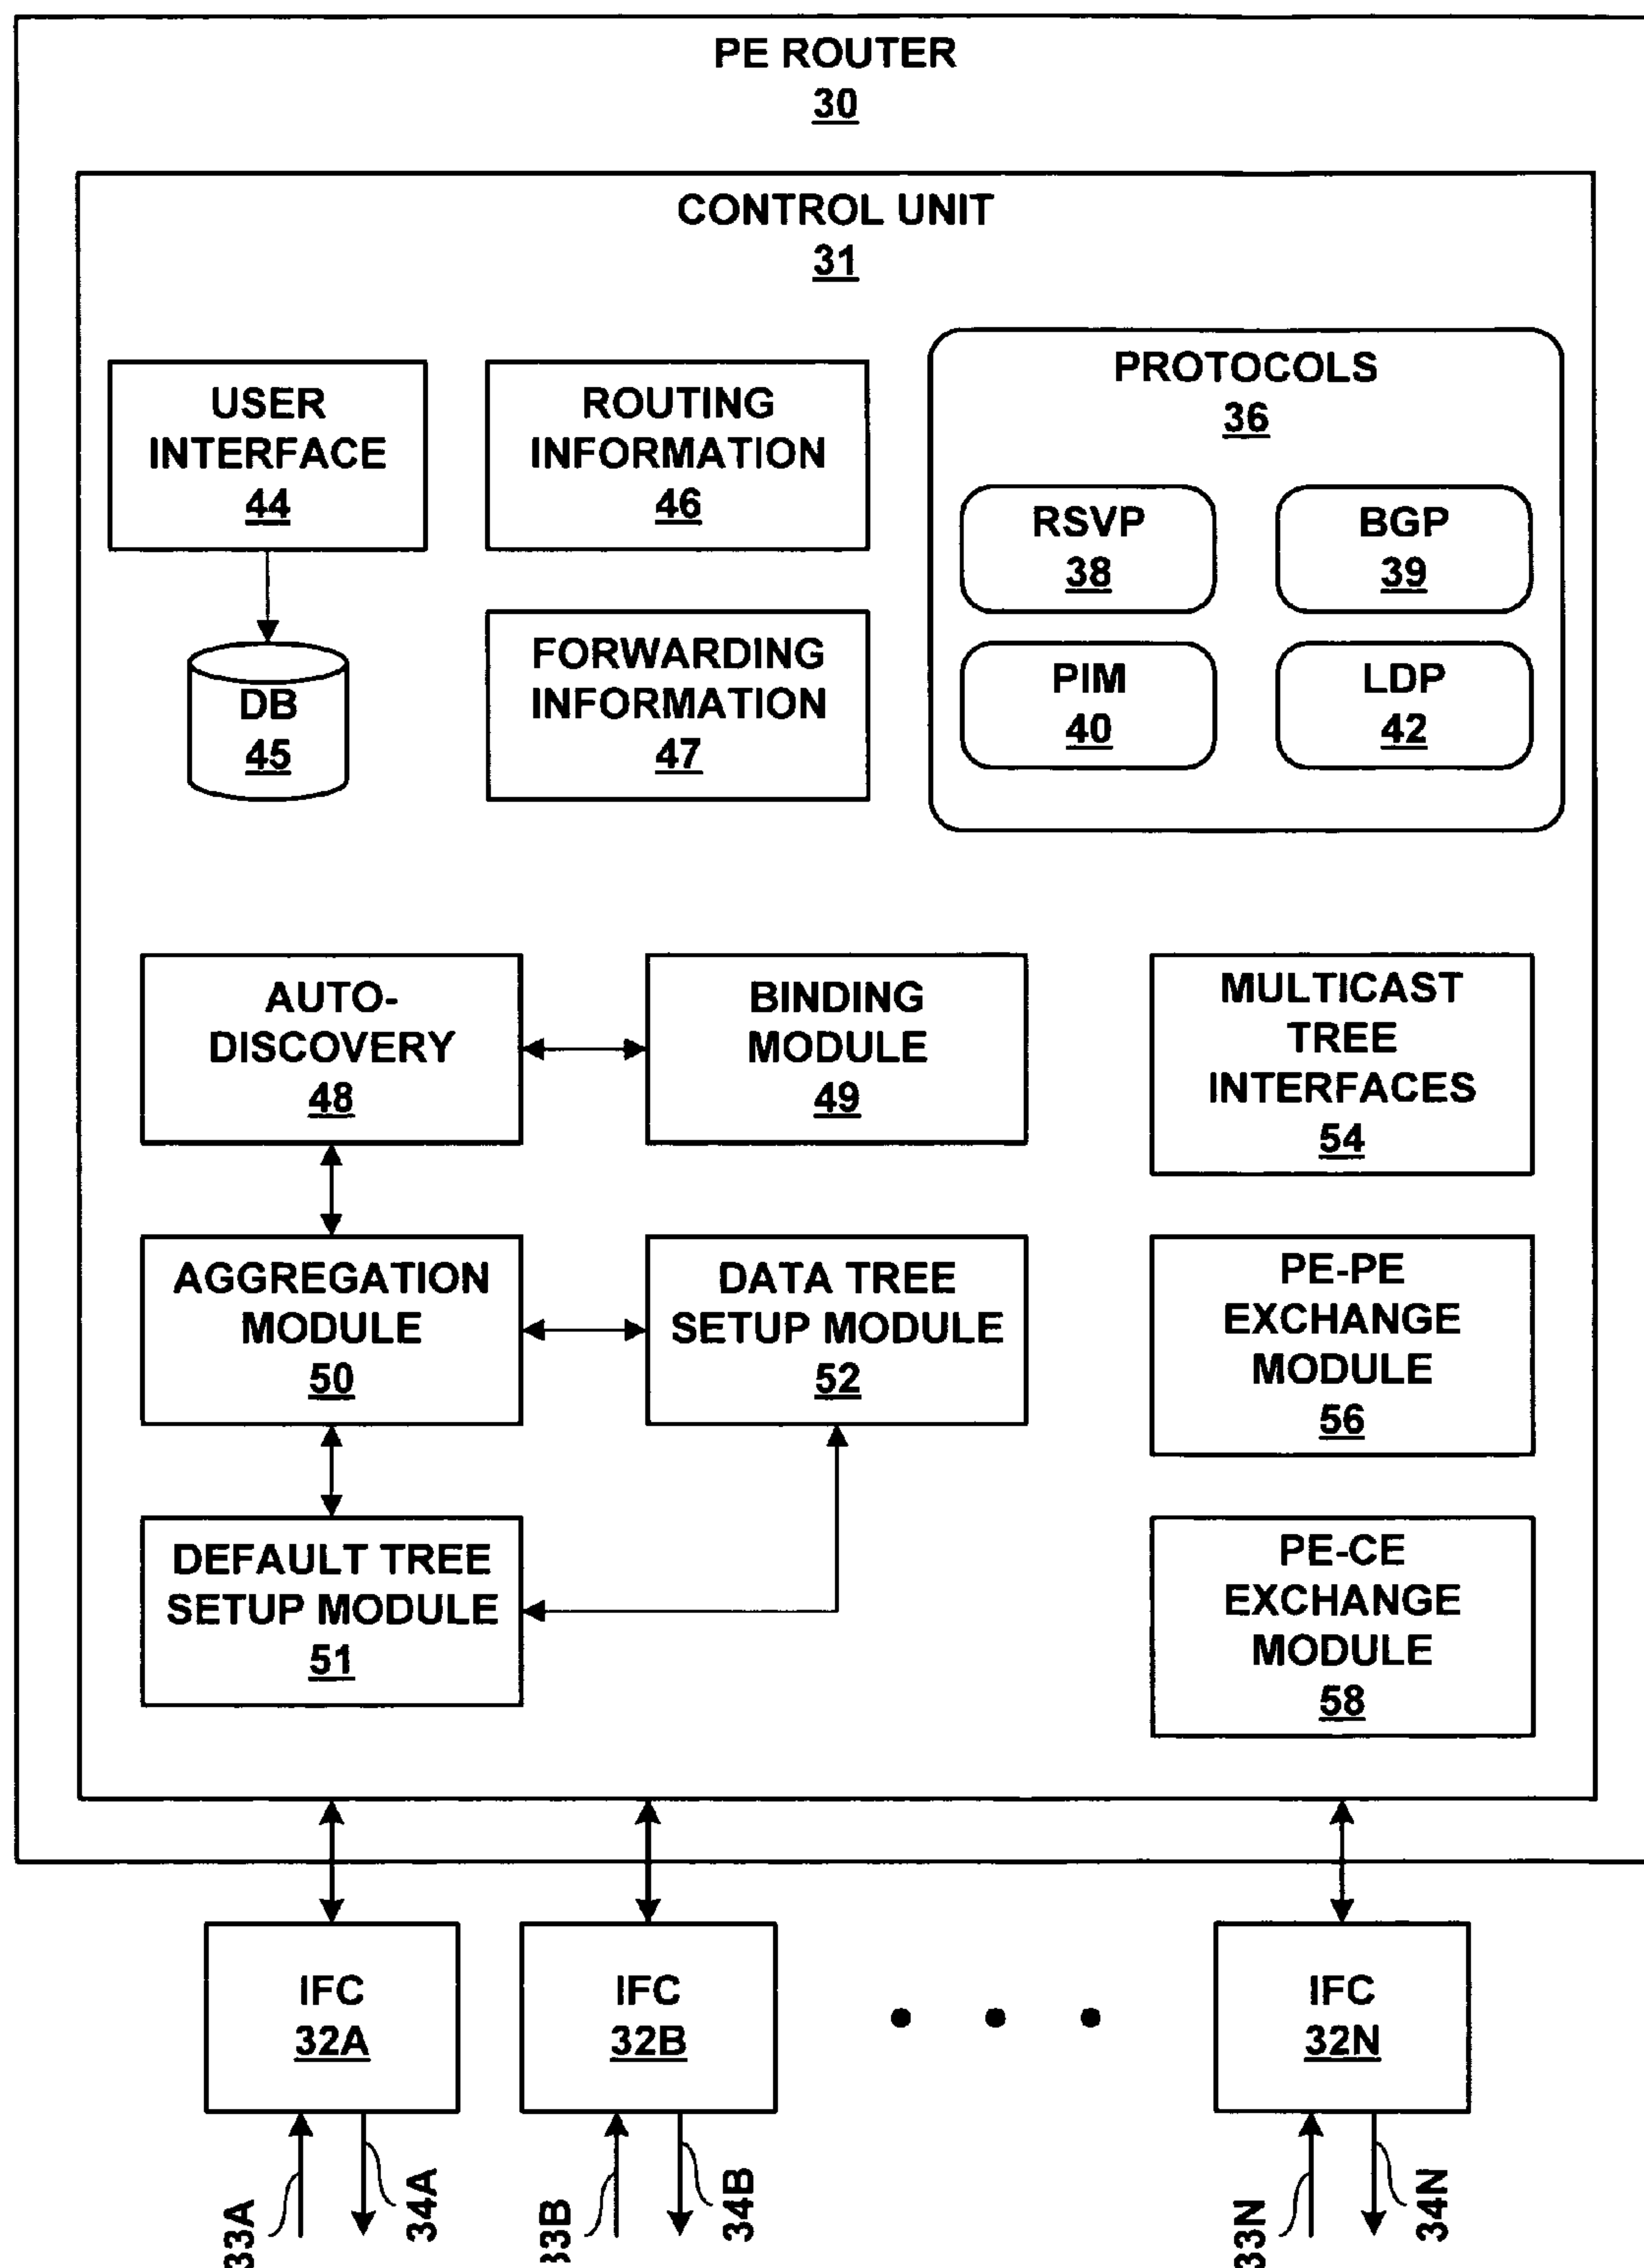 PE ROUTER
30
CONTROL UNIT
31
USER
INTERFACE
44
DB
45
ROUTING
INFORMATION
46
FORWARDING
INFORMATION
47
PROTOCOLS
36
RSVP
38
BGP
39
PIM
40
LDP
42
AUTO-
DISCOVERY
48
BINDING
MODULE
49
MULTICAST
TREE
INTERFACES
54
AGGREGATION
MODULE
50
DATA TREE
SETUP MODULE
52
PE-PE
EXCHANGE
MODULE
56
DEFAULT TREE
SETUP MODULE
51
PE-CE
EXCHANGE
MODULE
58
IFC
32A
IFC
32B
IFC
32N
33A
34A
33B
34B
33N
34N